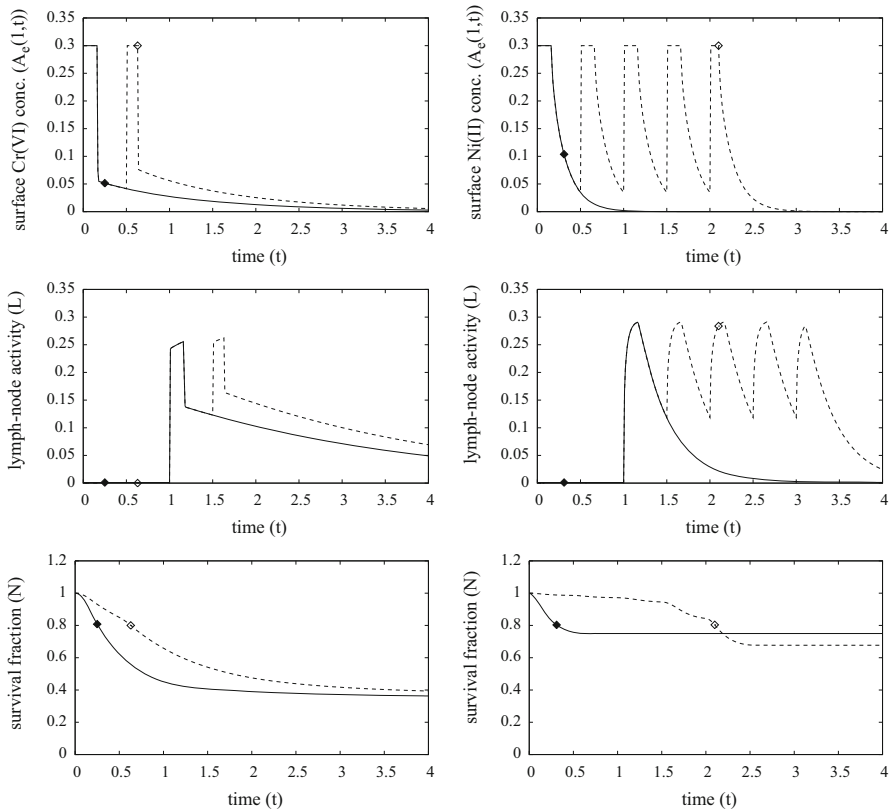 surface Cr(VI) conc. (A_e(1,t))
0.35
0.3
0.25
0.2
0.15
0.1
0.05
0
0 0.5 1 1.5 2 2.5 3 3.5 4
time (t)
surface Ni(II) conc. (A_e(1,t))
0.35
0.3
0.25
0.2
0.15
0.1
0.05
0
0 0.5 1 1.5 2 2.5 3 3.5 4
time (t)
lymph-node activity (L)
0.35
0.3
0.25
0.2
0.15
0.1
0.05
0
0 0.5 1 1.5 2 2.5 3 3.5 4
time (t)
lymph-node activity (L)
0.35
0.3
0.25
0.2
0.15
0.1
0.05
0
0 0.5 1 1.5 2 2.5 3 3.5 4
time (t)
survival fraction (N)
1.2
1
0.8
0.6
0.4
0.2
0
0 0.5 1 1.5 2 2.5 3 3.5 4
time (t)
survival fraction (N)
1.2
1
0.8
0.6
0.4
0.2
0
0 0.5 1 1.5 2 2.5 3 3.5 4
time (t)